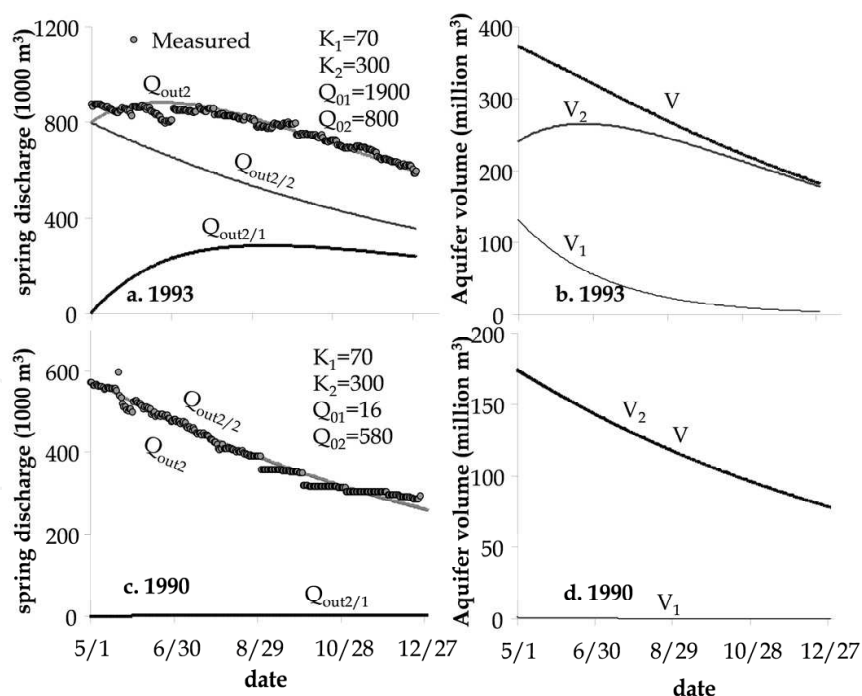 1200
800
400
0
spring discharge (1000 m³)
Measured
K₁=70
K₂=300
Q₀₁=1900
Q₀₂=800
Qout2
Qout2/2
Qout2/1
a. 1993
400
300
200
100
0
Aquifer volume (million m³)
V
V₂
V₁
b. 1993
600
400
200
0
spring discharge (1000 m³)
K₁=70
K₂=300
Q₀₁=16
Q₀₂=580
Qout2/2
Qout2
Qout2/1
c. 1990
5/1 6/30 8/29 10/28 12/27
date
200
150
100
50
0
Aquifer volume (million m³)
V₂
V
V₁
d. 1990
5/1 6/30 8/29 10/28 12/27
date